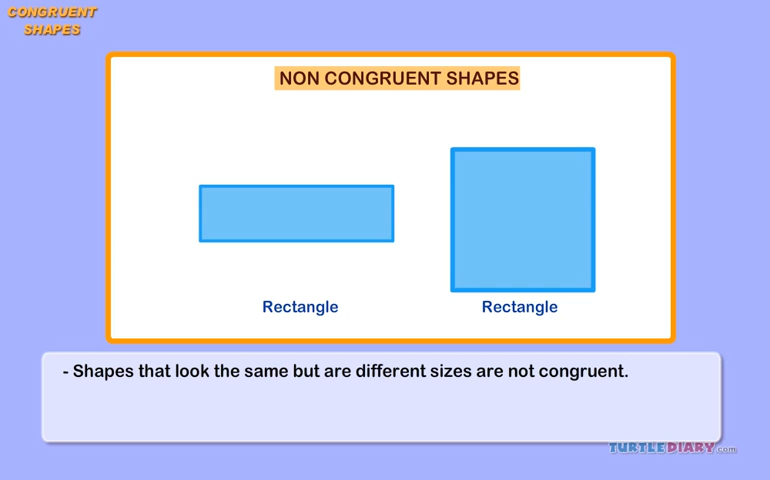 CONGRUENT
SHAPES
NON CONGRUENT SHAPES
Rectangle
Rectangle
- Shapes that look the same but are different sizes are not congruent.
TURTLEDIARY.com